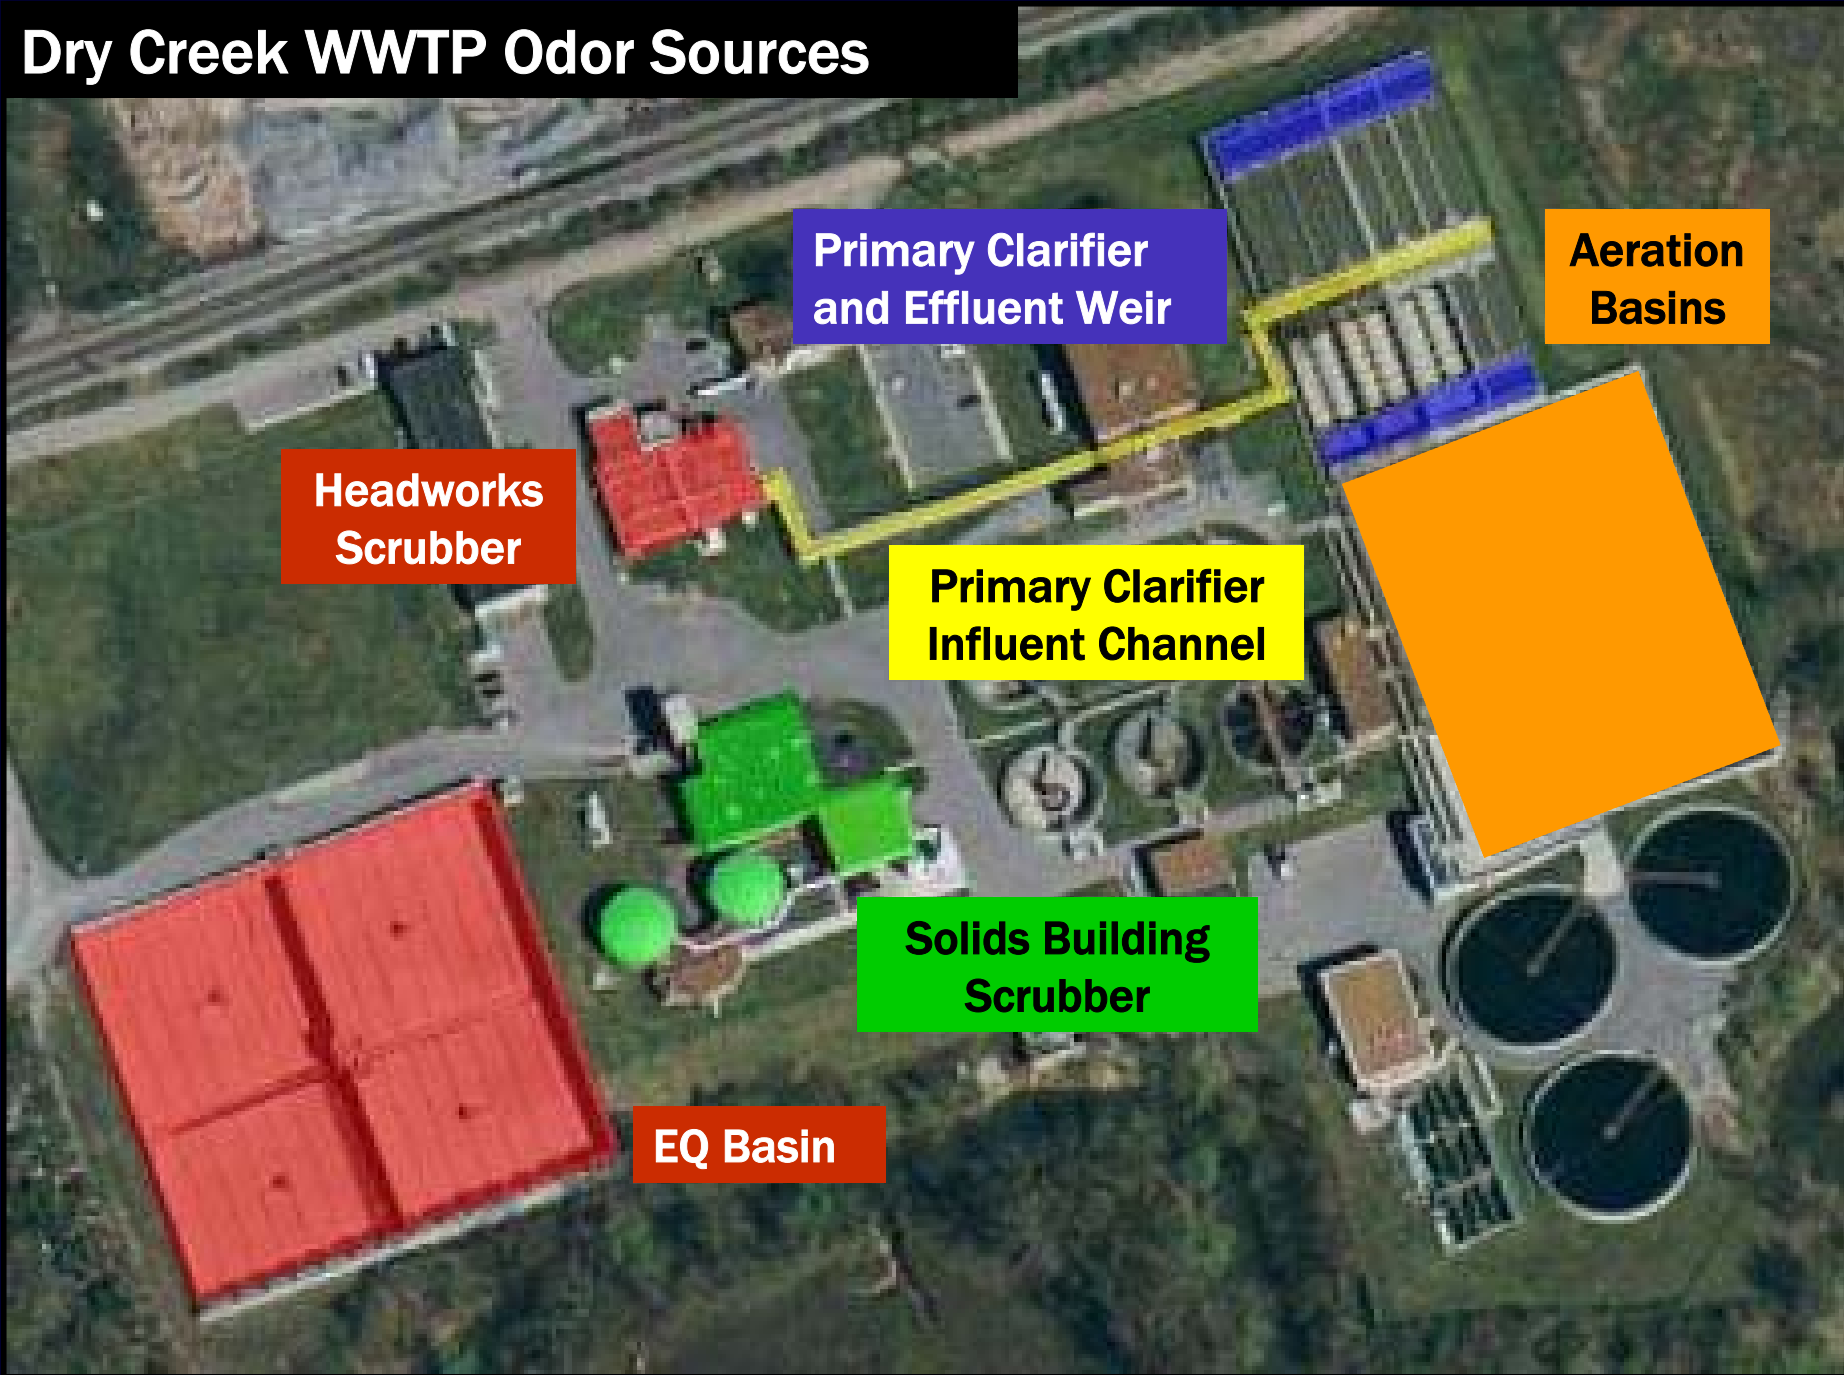 Dry Creek WWTP Odor Sources
Primary Clarifier
and Effluent Weir
Aeration
Basins
Headworks
Scrubber
Primary Clarifier
Influent Channel
Solids Building
Scrubber
EQ Basin